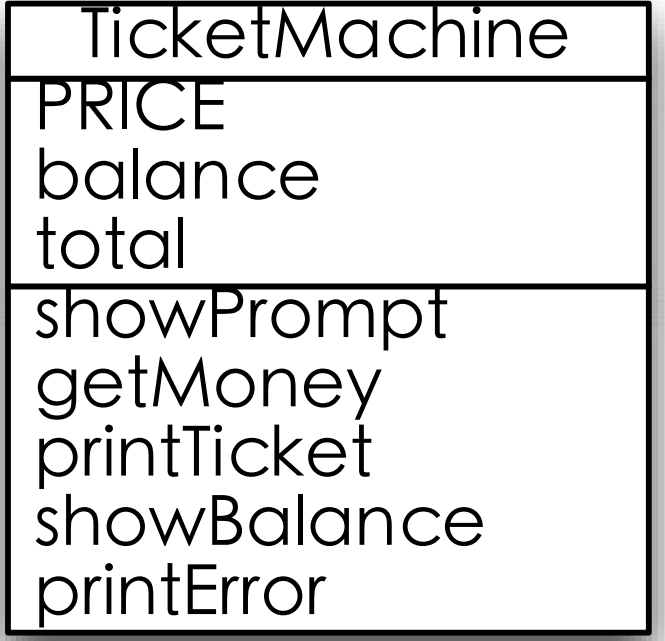 TicketMachine
PRICE
balance
total
showPrompt
getMoney
printTicket
showBalance
printError